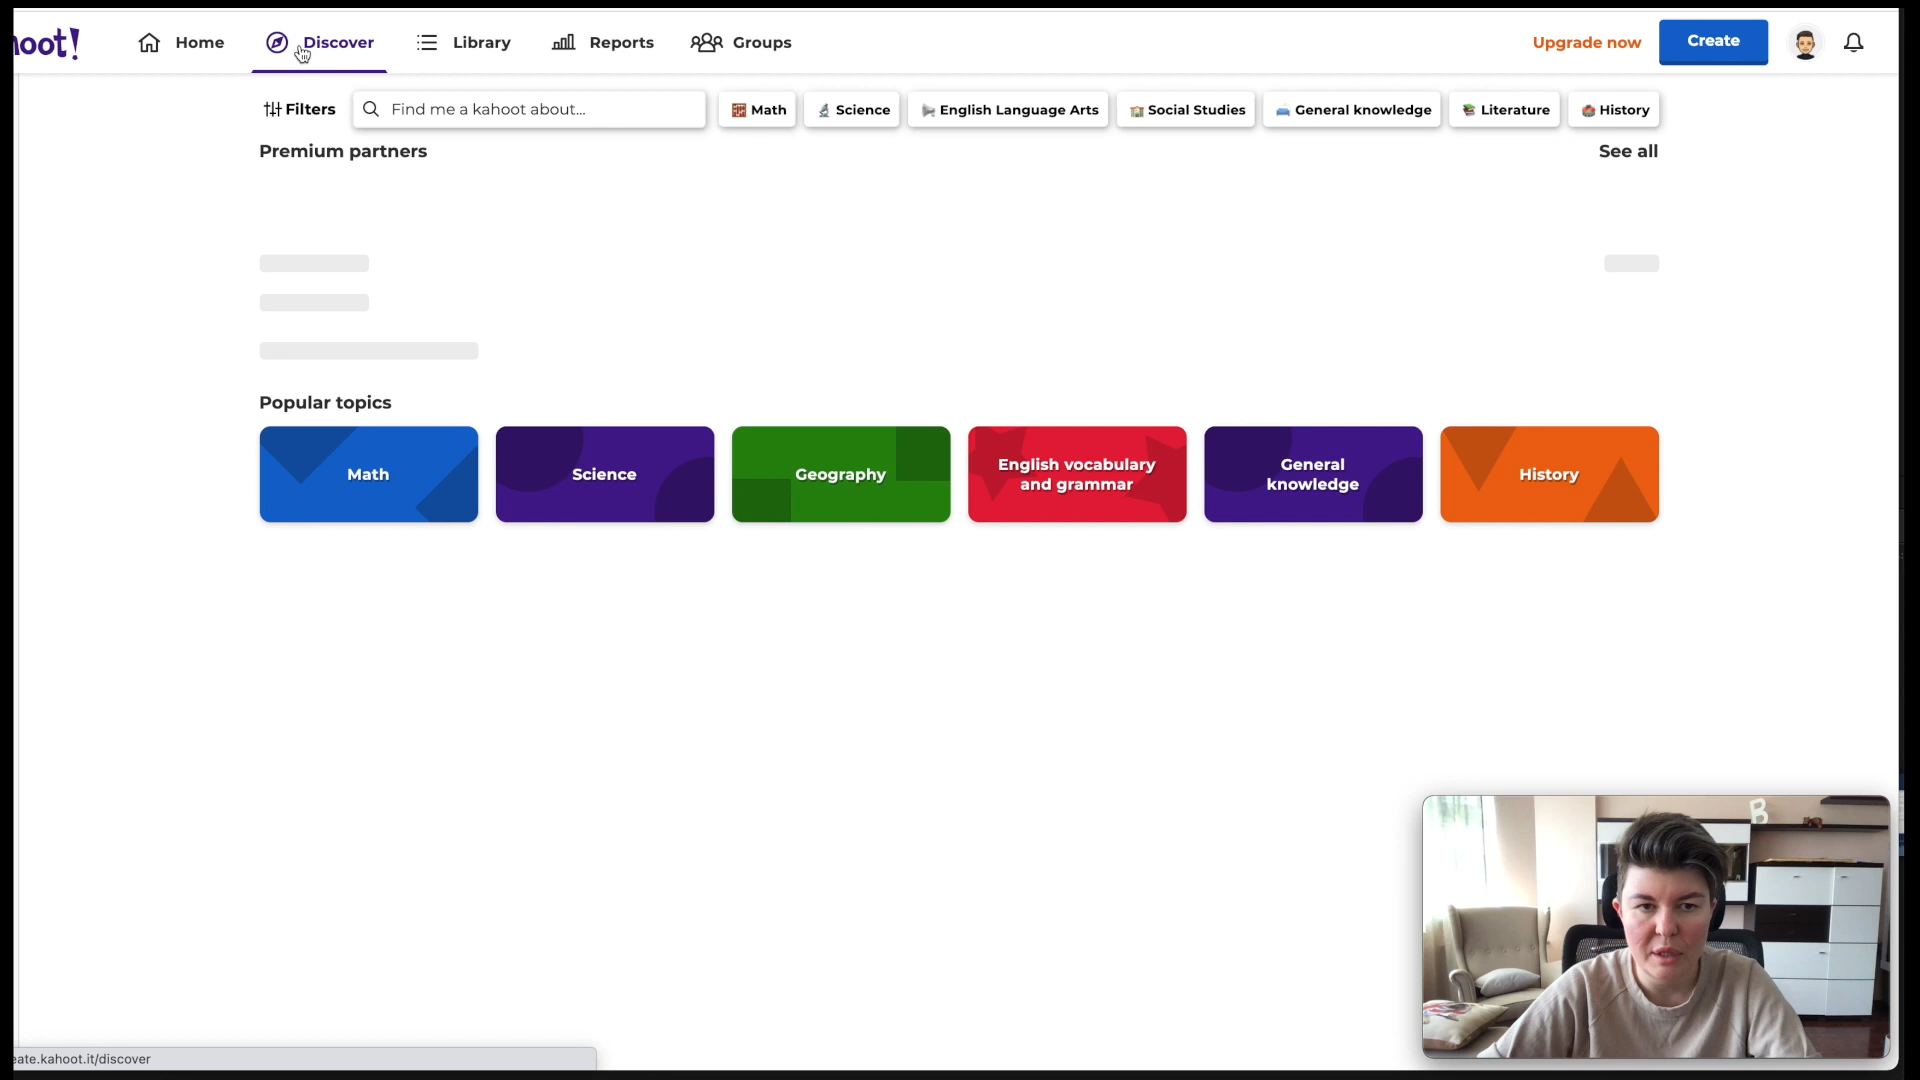 hoot!
Home
Discover
Library
Reports
Groups
Upgrade now
Create
Filters
Find me a kahoot about...
Math
Science
English Language Arts
Social Studies
General knowledge
Literature
History
Premium partners
See all
Popular topics
Math
Science
Geography
English vocabulary
and grammar
General
knowledge
History
B
eate.kahoot.it/discover